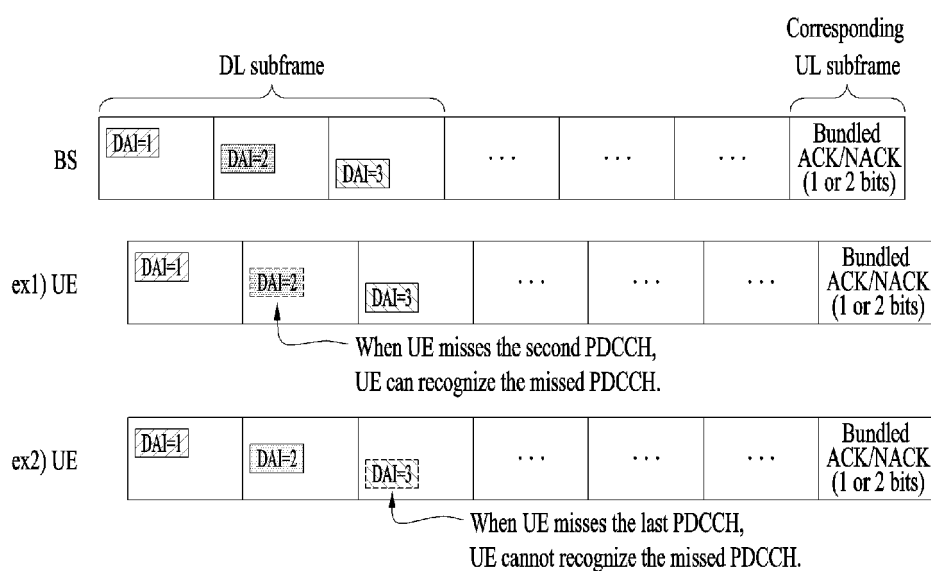 Corresponding
DL subframe
UL subframe
BS
DAI=1
DAI=2
DAI=3
...
...
...
Bundled
ACK/NACK
(1 or 2 bits)
ex1) UE
DAI=1
DAI=2
DAI=3
...
...
...
Bundled
ACK/NACK
(1 or 2 bits)
When UE misses the second PDCCH,
UE can recognize the missed PDCCH.
ex2) UE
DAI=1
DAI=2
DAI=3
...
...
...
Bundled
ACK/NACK
(1 or 2 bits)
When UE misses the last PDCCH,
UE cannot recognize the missed PDCCH.